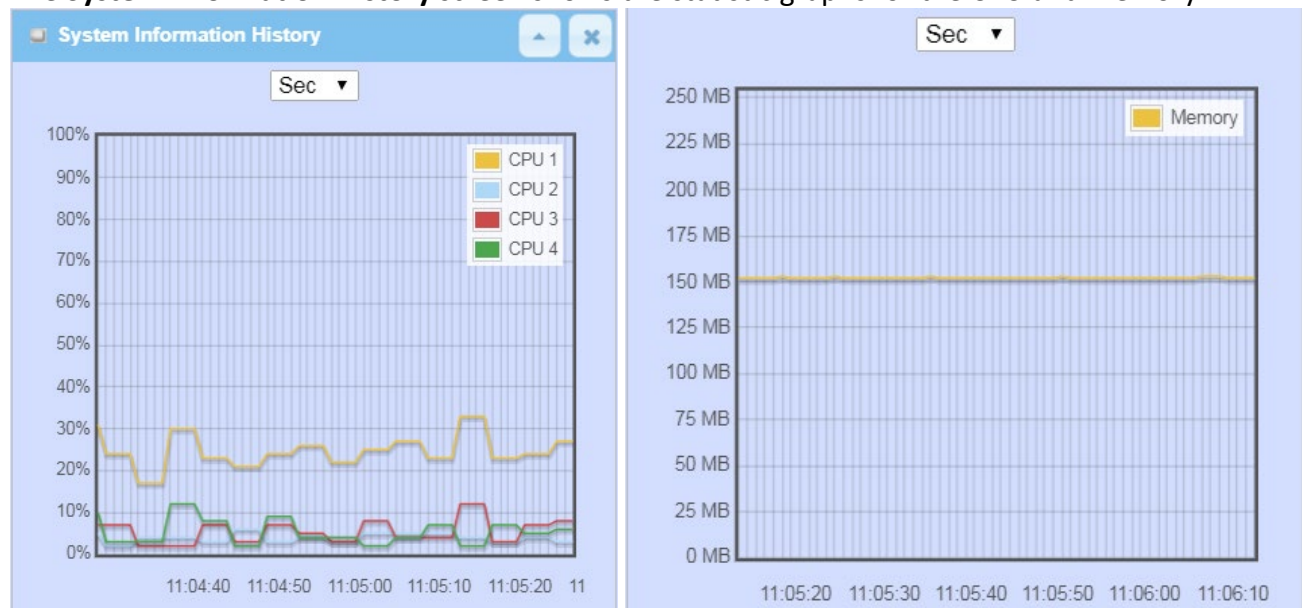 System Information History
Sec
100%
90%
80%
70%
60%
50%
40%
30%
20%
10%
0%
CPU 1
CPU 2
CPU 3
CPU 4
11:04:40 11:04:50 11:05:00 11:05:10 11:05:20 11
Sec
250 MB
225 MB
200 MB
175 MB
150 MB
125 MB
100 MB
75 MB
50 MB
25 MB
0 MB
Memory
11:05:20 11:05:30 11:05:40 11:05:50 11:06:00 11:06:10